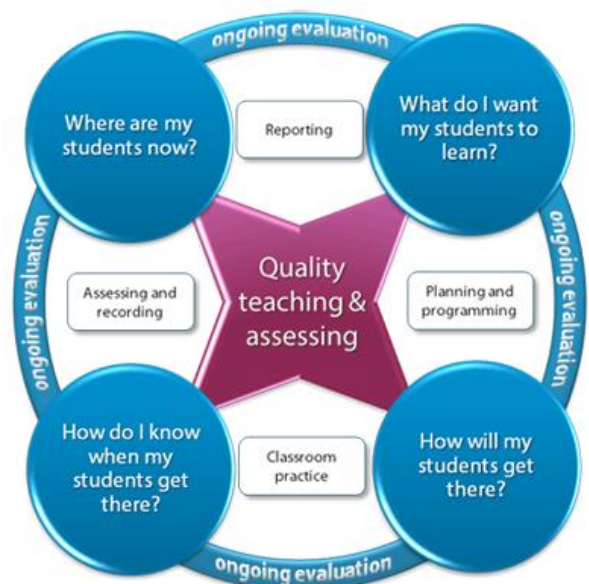 ongoing evaluation
Where are my
students now?
Reporting
What do I want
my students to
learn?
ongoing evaluation
Assessing and
recording
Quality
teaching &
assessing
Planning and
programming
ongoing evaluation
How do I know
when my
students get
there?
Classroom
practice
How will my
students get
there?
ongoing evaluation